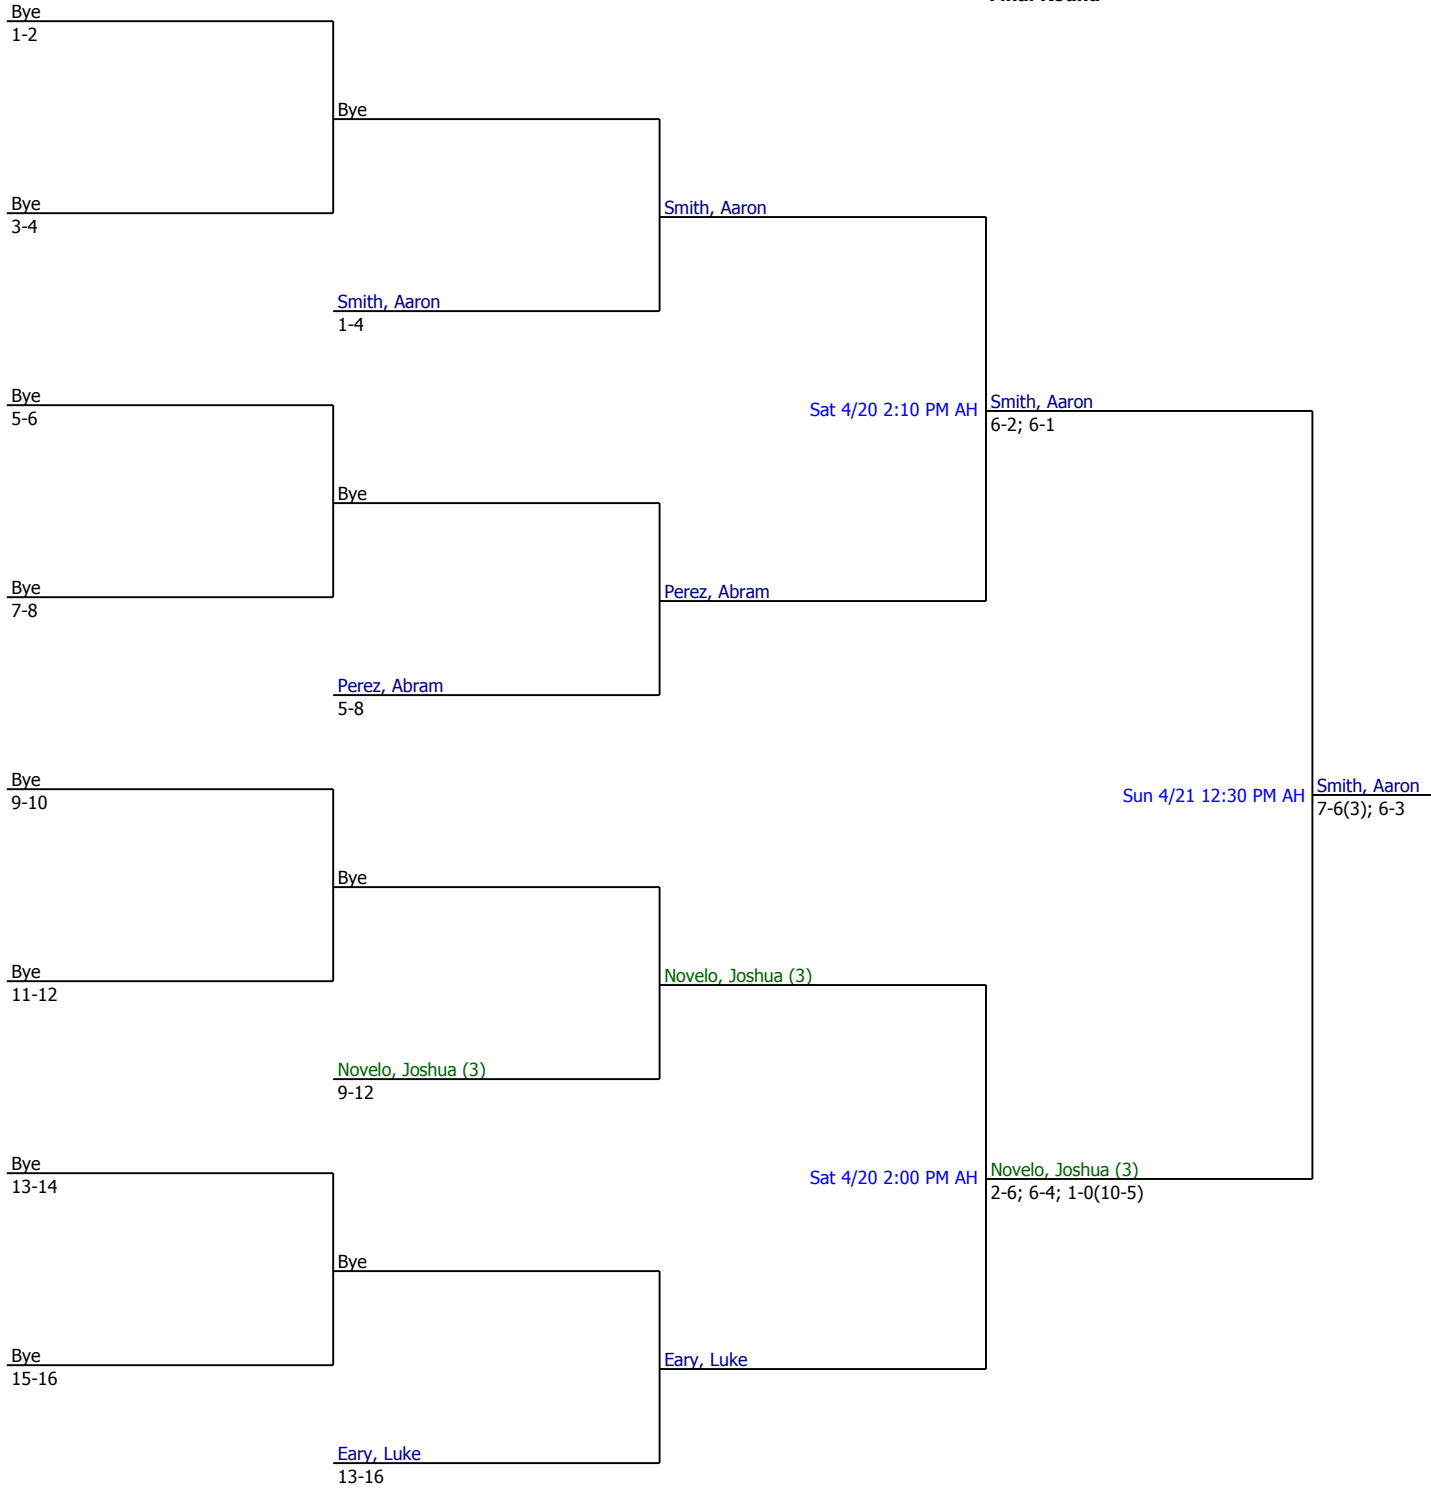 Final Round
Bye
1-2
Bye
Bye
3-4
Smith, Aaron
Smith, Aaron
1-4
Bye
5-6
Sat 4/20 2:10 PM AH
Smith, Aaron
6-2; 6-1
Bye
Bye
7-8
Perez, Abram
Perez, Abram
5-8
Bye
9-10
Sun 4/21 12:30 PM AH
Smith, Aaron
7-6(3); 6-3
Bye
Bye
11-12
Novelo, Joshua (3)
Novelo, Joshua (3)
9-12
Bye
13-14
Sat 4/20 2:00 PM AH
Novelo, Joshua (3)
2-6; 6-4; 1-0(10-5)
Bye
Bye
15-16
Eary, Luke
Eary, Luke
13-16